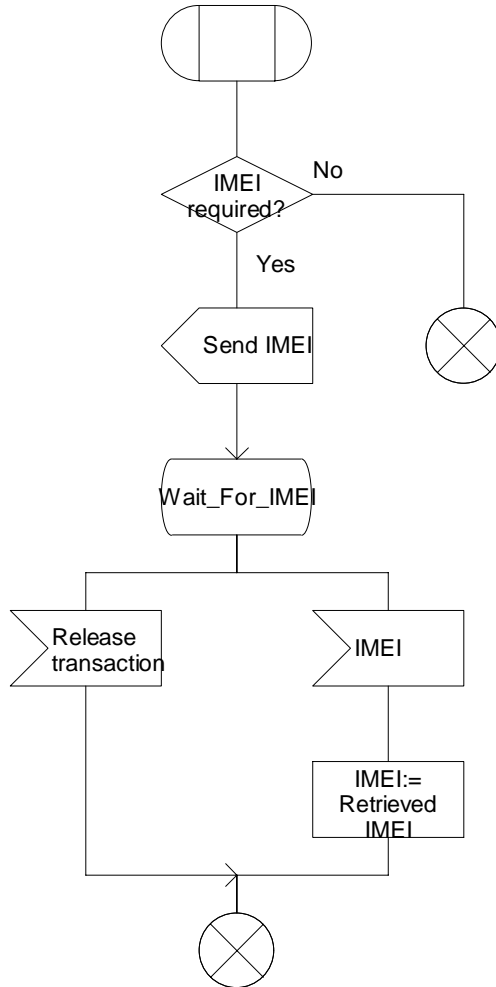 IMEI
required?
No
Yes
Send IMEI
Wait_For_IMEI
Release
transaction
IMEI
IMEI:=
Retrieved
IMEI